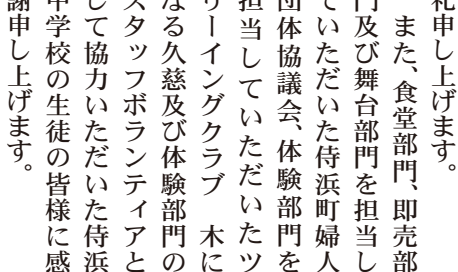 礼申し上げます。
また、食堂部門、即売部
門及び舞台部門を担当し
ていただいた侍浜町婦人
団体協議会、体験部門を
担当していただいたツ
リーイングクラブ　木に
なる久慈及び体験部門の
スタッフボランティアと
して協力いただいた侍浜
中学校の生徒の皆様に感
謝申し上げます。